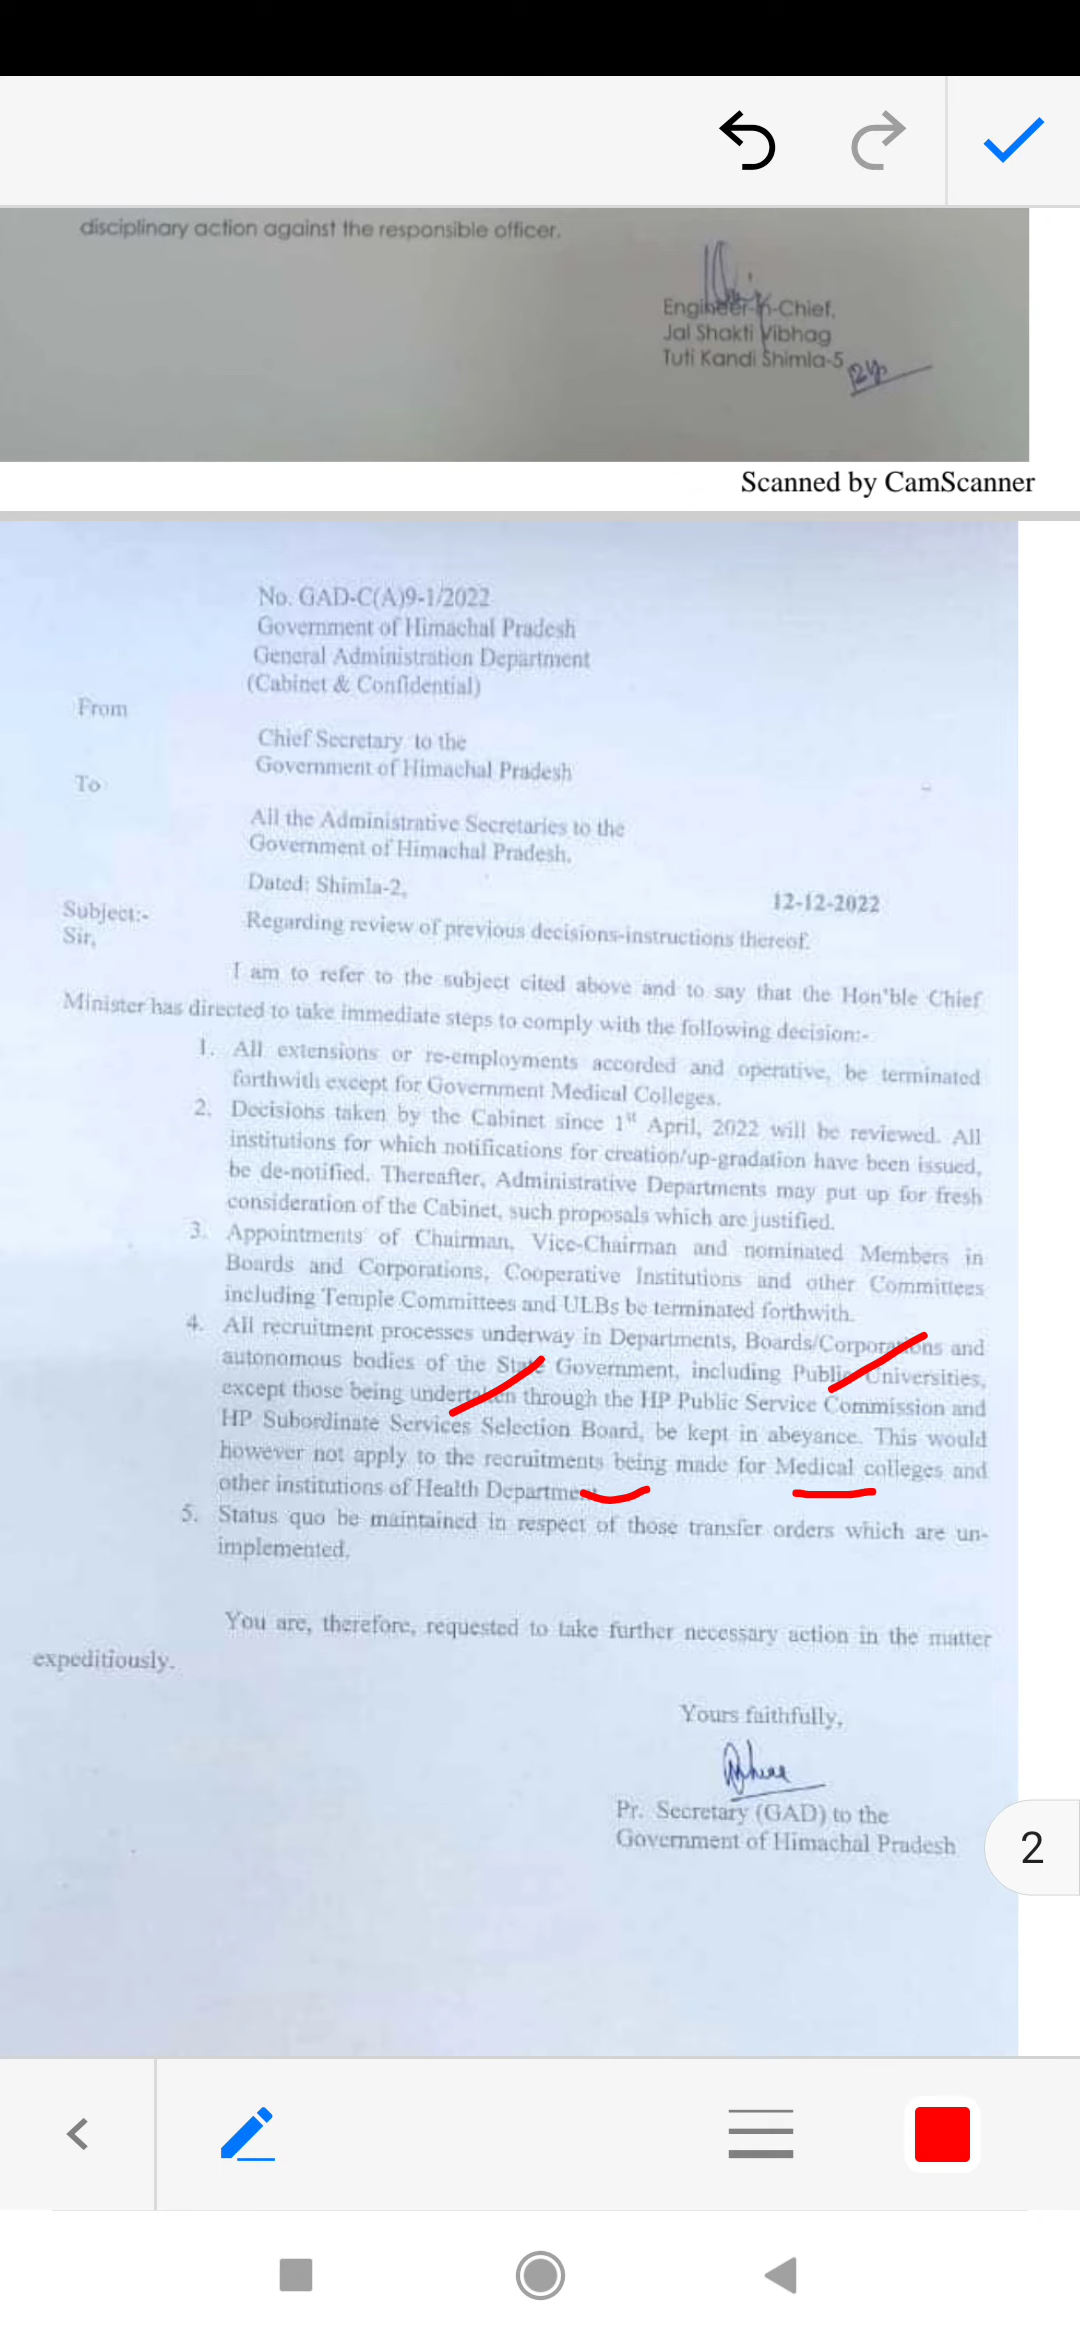 disciplinary action against the responsible officer.
Engineer-in-Chief,
Jal Shakti Vibhag
Tuti Kandi Shimla-5
Scanned by CamScanner
No. GAD-C(A)9-1/2022
Government of Himachal Pradesh
General Administration Department
(Cabinet & Confidential)
From
Chief Secretary to the
Government of Himachal Pradesh
To
All the Administrative Secretaries to the
Government of Himachal Pradesh.
Dated: Shimla-2, 12-12-2022
Subject:- Regarding review of previous decisions-instructions thereof.
Sir,
I am to refer to the subject cited above and to say that the Hon'ble Chief
Minister has directed to take immediate steps to comply with the following decision:-
1. All extensions or re-employments accorded and operative, be terminated
forthwith except for Government Medical Colleges.
2. Decisions taken by the Cabinet since 1st April, 2022 will be reviewed. All
institutions for which notifications for creation/up-gradation have been issued,
be de-notified. Thereafter, Administrative Departments may put up for fresh
consideration of the Cabinet, such proposals which are justified.
3. Appointments of Chairman, Vice-Chairman and nominated Members in
Boards and Corporations, Cooperative Institutions and other Committees
including Temple Committees and ULBs be terminated forthwith.
4. All recruitment processes underway in Departments, Boards/Corporations and
autonomous bodies of the State Government, including Public Universities,
except those being undertaken through the HP Public Service Commission and
HP Subordinate Services Selection Board, be kept in abeyance. This would
however not apply to the recruitments being made for Medical colleges and
other institutions of Health Department.
5. Status quo be maintained in respect of those transfer orders which are un-
implemented.
You are, therefore, requested to take further necessary action in the matter
expeditiously.
Yours faithfully,
Pr. Secretary (GAD) to the
Government of Himachal Pradesh
2